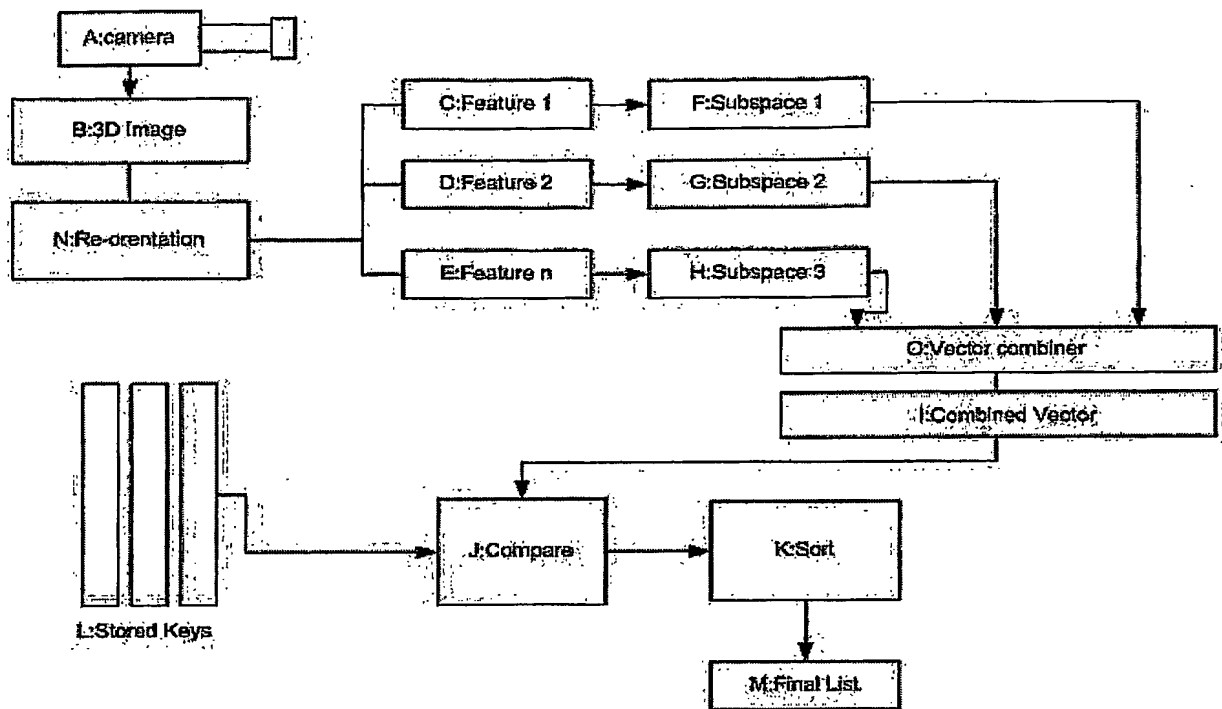 A:camera
B:3D Image
C:Feature 1
F:Subspace 1
D:Feature 2
G:Subspace 2
N:Re-orentation
E:Feature n
H:Subspace 3
O:Vector combiner
I:Combined Vector
J:Compare
K:Sort
L:Stored Keys
M:Final List